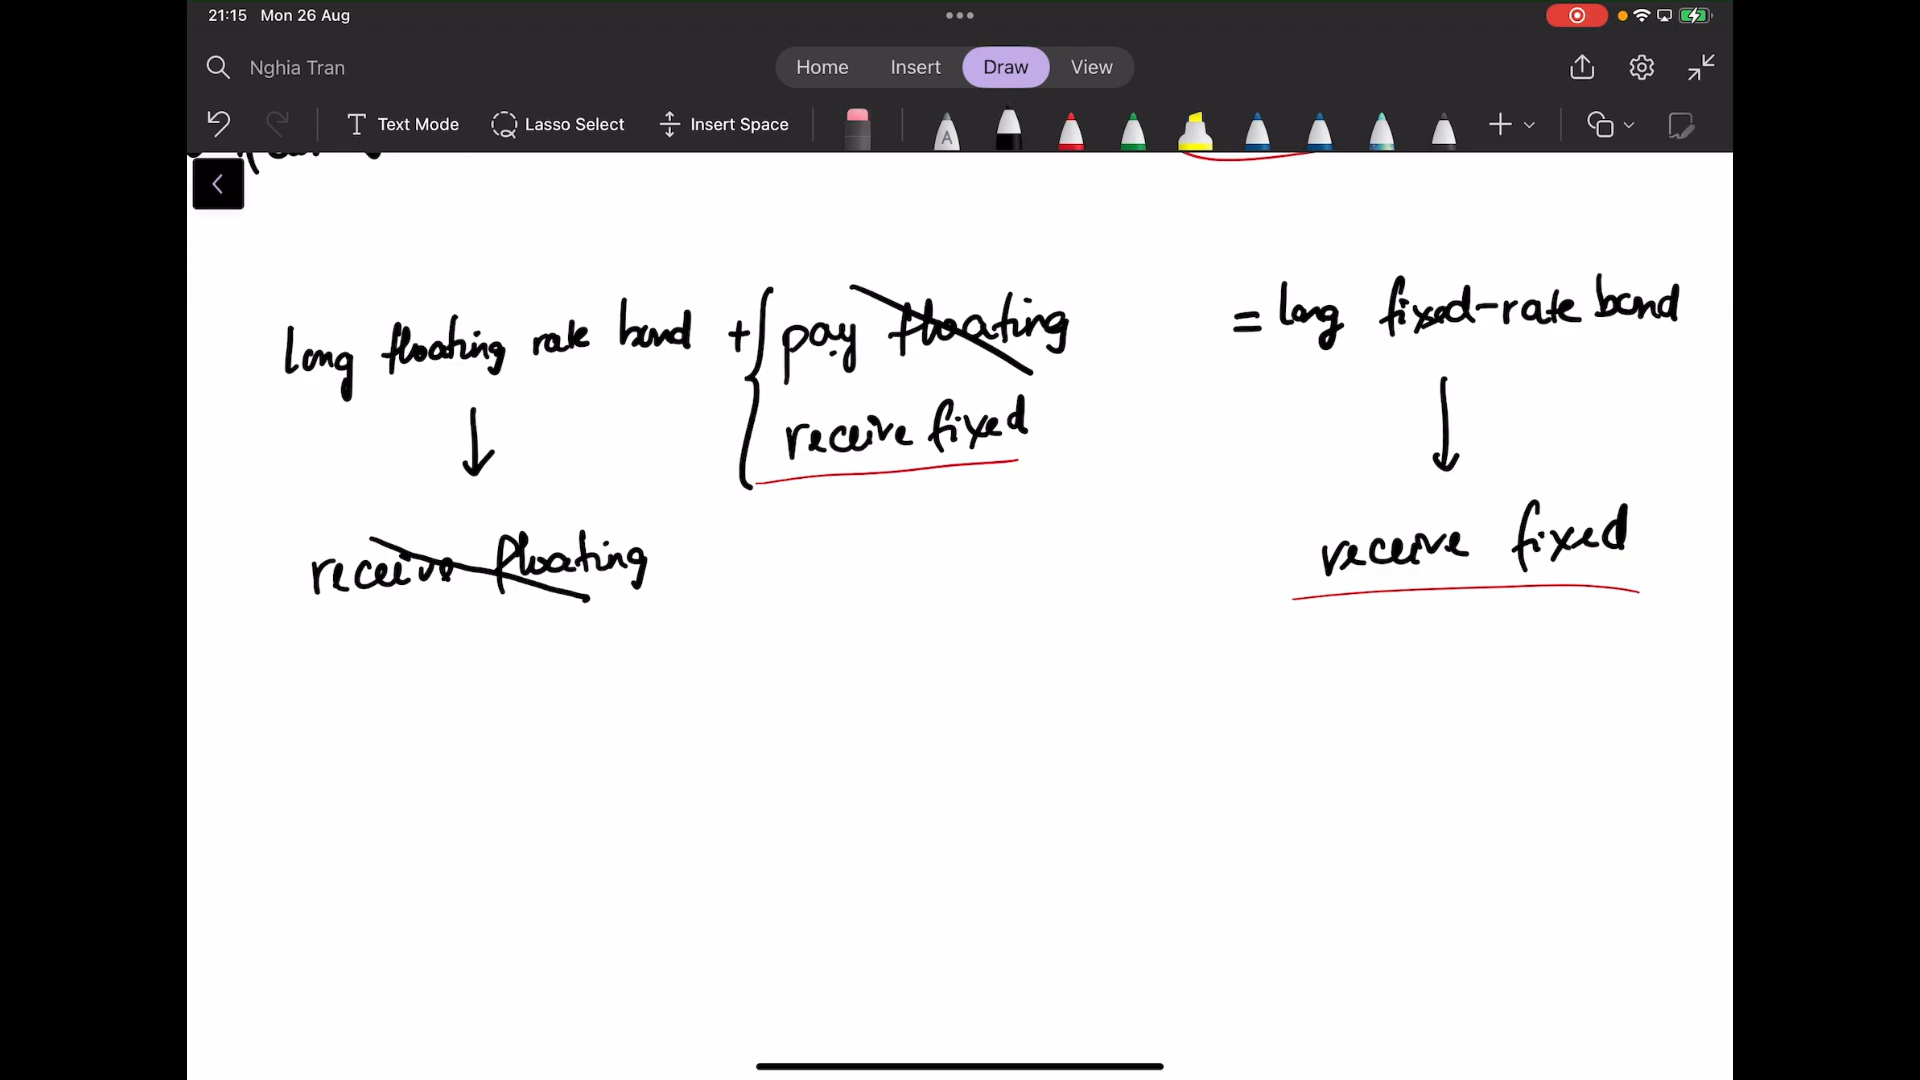 21:15 Mon 26 Aug
Nghia Tran
Home Insert Draw View
Text Mode Lasso Select Insert Space A
long floating rate bond + { pay floating = long fixed-rate bond
receive fixed
receive floating receive fixed